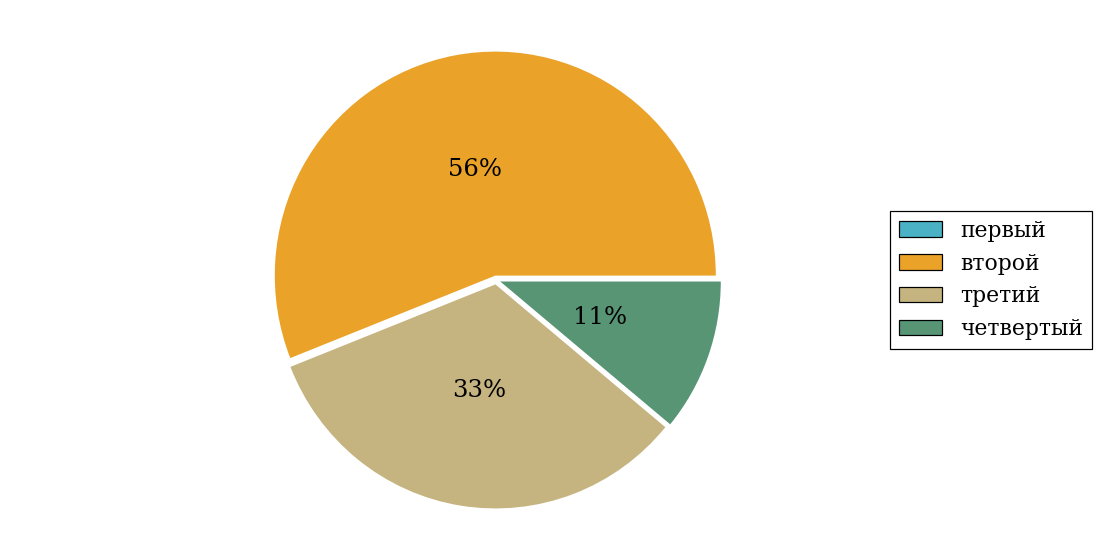 56%
11%
33%
первый
второй
третий
четвертый